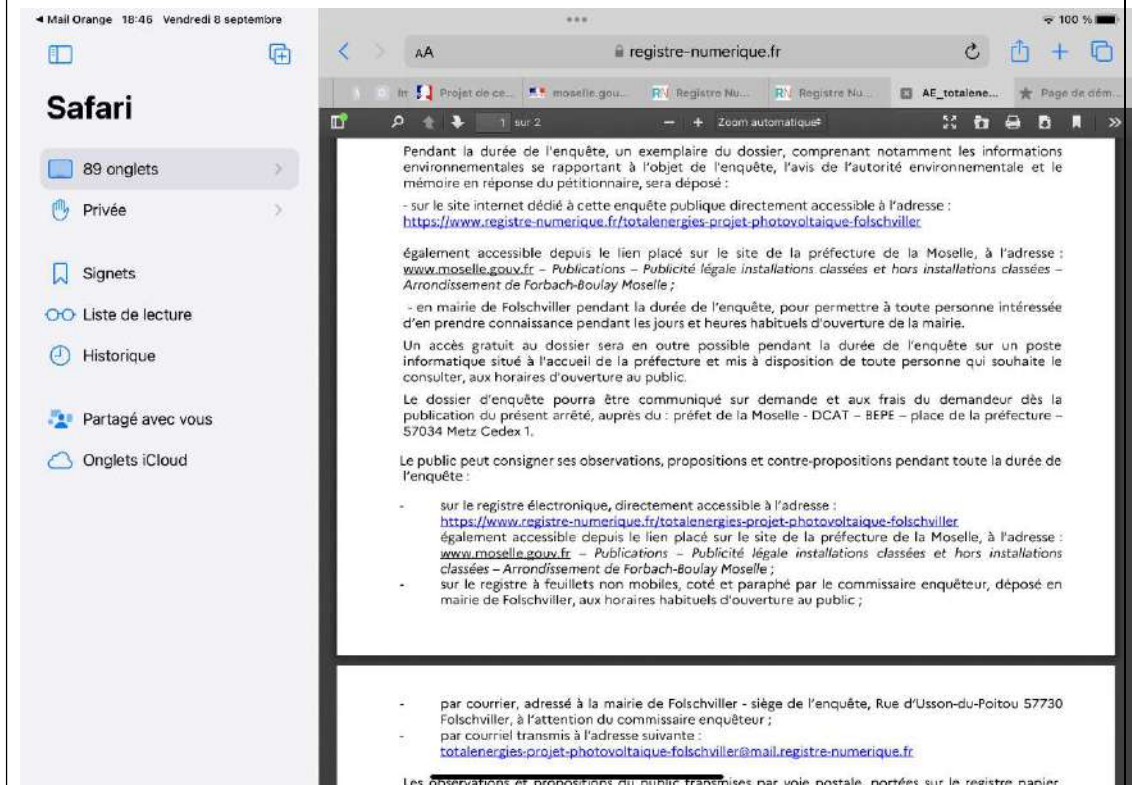 Mail Orange 18:46 Vendredi 8 septembre
100 %
AA
registre-numerique.fr
Projet de ce...
moselle.gou...
RN Registre Nu...
RN Registre Nu...
AE_totalene...
Page de dém...
1 sur 2
Zoom automatique
Safari
89 onglets
Privée
Signets
Liste de lecture
Historique
Partagé avec vous
Onglets iCloud
Pendant la durée de l'enquête, un exemplaire du dossier, comprenant notamment les informations
environnementales se rapportant à l'objet de l'enquête, l'avis de l'autorité environnementale et le
mémoire en réponse du pétitionnaire, sera déposé :
- sur le site internet dédié à cette enquête publique directement accessible à l'adresse :
https://www.registre-numerique.fr/totalenergies-projet-photovoltaique-folschviller
également accessible depuis le lien placé sur le site de la préfecture de la Moselle, à l'adresse :
www.moselle.gouv.fr – Publications – Publicité légale installations classées et hors installations classées –
Arrondissement de Forbach-Boulay Moselle ;
- en mairie de Folschviller pendant la durée de l'enquête, pour permettre à toute personne intéressée
d'en prendre connaissance pendant les jours et heures habituels d'ouverture de la mairie.
Un accès gratuit au dossier sera en outre possible pendant la durée de l'enquête sur un poste
informatique situé à l'accueil de la préfecture et mis à disposition de toute personne qui souhaite le
consulter, aux horaires d'ouverture au public.
Le dossier d'enquête pourra être communiqué sur demande et aux frais du demandeur dès la
publication du présent arrêté, auprès du : préfet de la Moselle - DCAT – BEPE – place de la préfecture –
57034 Metz Cedex 1.
Le public peut consigner ses observations, propositions et contre-propositions pendant toute la durée de
l'enquête :
- sur le registre électronique, directement accessible à l'adresse :
https://www.registre-numerique.fr/totalenergies-projet-photovoltaique-folschviller
également accessible depuis le lien placé sur le site de la préfecture de la Moselle, à l'adresse :
www.moselle.gouv.fr – Publications – Publicité légale installations classées et hors installations
classées – Arrondissement de Forbach-Boulay Moselle ;
- sur le registre à feuillets non mobiles, coté et paraphé par le commissaire enquêteur, déposé en
mairie de Folschviller, aux horaires habituels d'ouverture au public ;
- par courrier, adressé à la mairie de Folschviller - siège de l'enquête, Rue d'Usson-du-Poitou 57730
Folschviller, à l'attention du commissaire enquêteur ;
- par courriel transmis à l'adresse suivante :
totalenergies-projet-photovoltaique-folschviller@mail.registre-numerique.fr
Les observations et propositions du public transmises par voie postale, portées sur le registre papier,